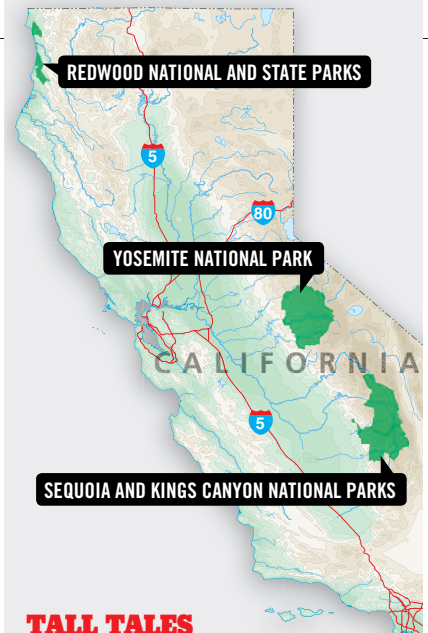 REDWOOD NATIONAL AND STATE PARKS
5
80
YOSEMITE NATIONAL PARK
CALIFORNIA
5
SEQUOIA AND KINGS CANYON NATIONAL PARKS
TALL TALES